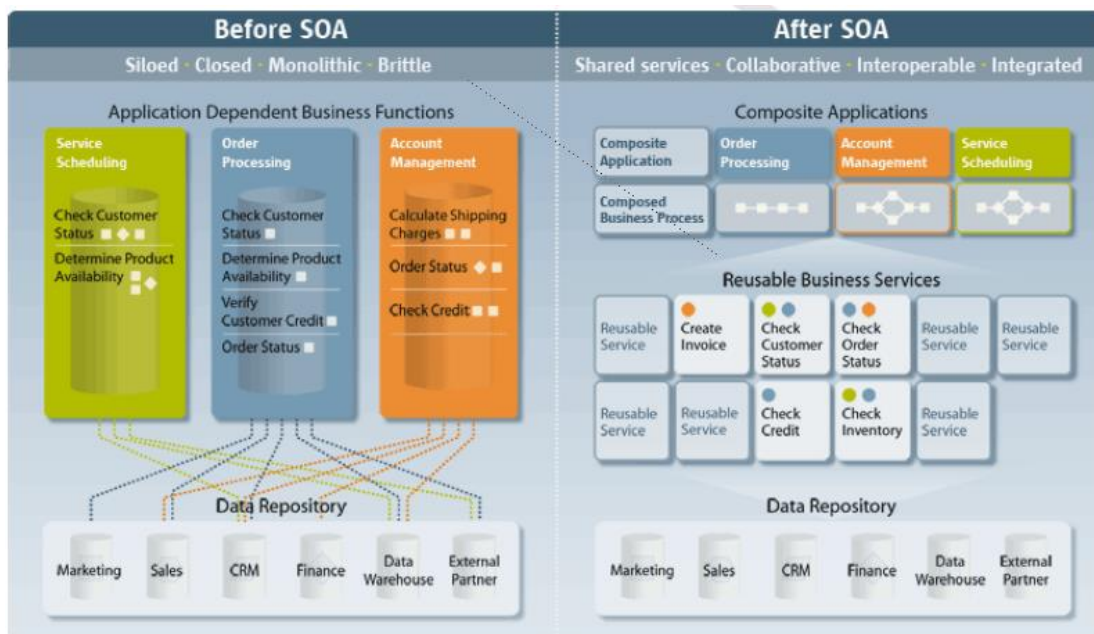 Before SOA
Siloed · Closed · Monolithic · Brittle
Application Dependent Business Functions
Service
Scheduling
Check Customer
Status
Determine Product
Availability
Order
Processing
Check Customer
Status
Determine Product
Availability
Verify
Customer Credit
Order Status
Account
Management
Calculate Shipping
Charges
Order Status
Check Credit
Data Repository
Marketing
Sales
CRM
Finance
Data
Warehouse
External
Partner
After SOA
Shared services · Collaborative · Interoperable · Integrated
Composite Applications
Composite
Application
Order
Processing
Account
Management
Service
Scheduling
Composed
Business Process
Reusable Business Services
Reusable
Service
Create
Invoice
Check
Customer
Status
Check
Order
Status
Reusable
Service
Reusable
Service
Reusable
Service
Reusable
Service
Check
Credit
Check
Inventory
Reusable
Service
Data Repository
Marketing
Sales
CRM
Finance
Data
Warehouse
External
Partner